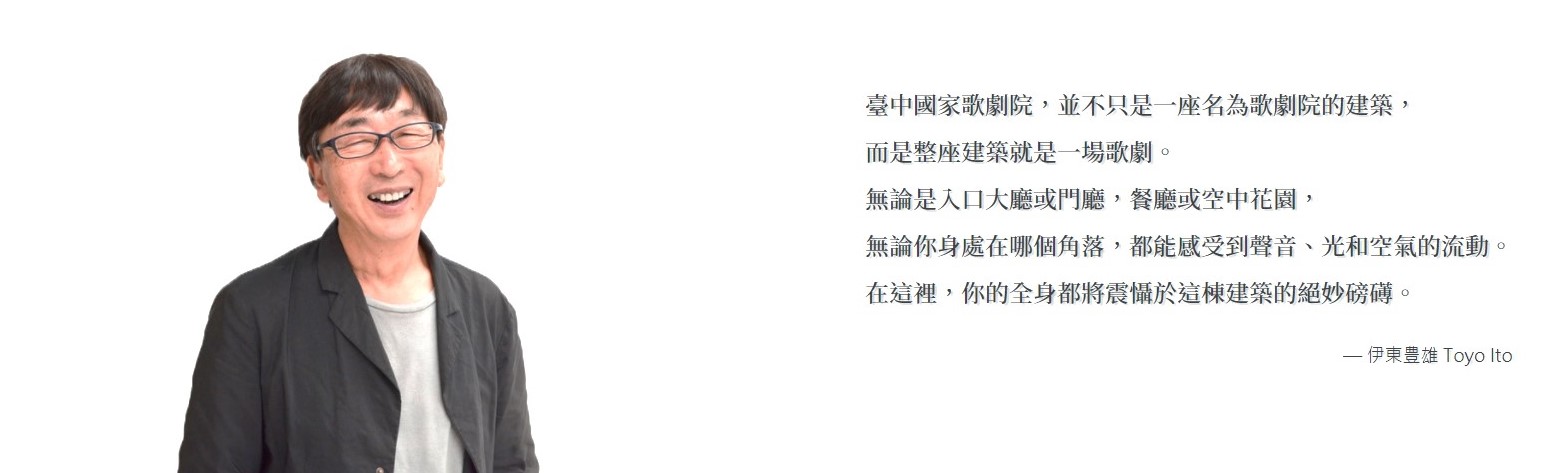 臺中國家歌劇院，並不只是一座名為歌劇院的建築，
而是整座建築就是一場歌劇。
無論是入口大廳或門廳，餐廳或空中花園，
無論你身處在哪個角落，都能感受到聲音、光和空氣的流動。
在這裡，你的全身都將震懾於這棟建築的絕妙磅礴。
— 伊東豊雄 Toyo Ito